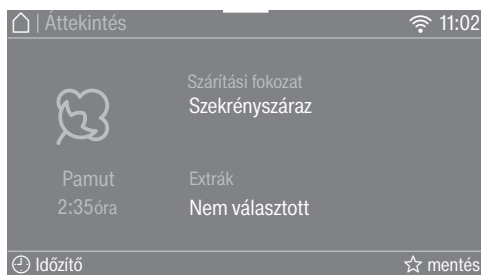 | Áttekintés 11:02
Szárítási fokozat
Szekrényszáraz
Pamut
2:35óra
Extrák
Nem választott
Időzítő mentés